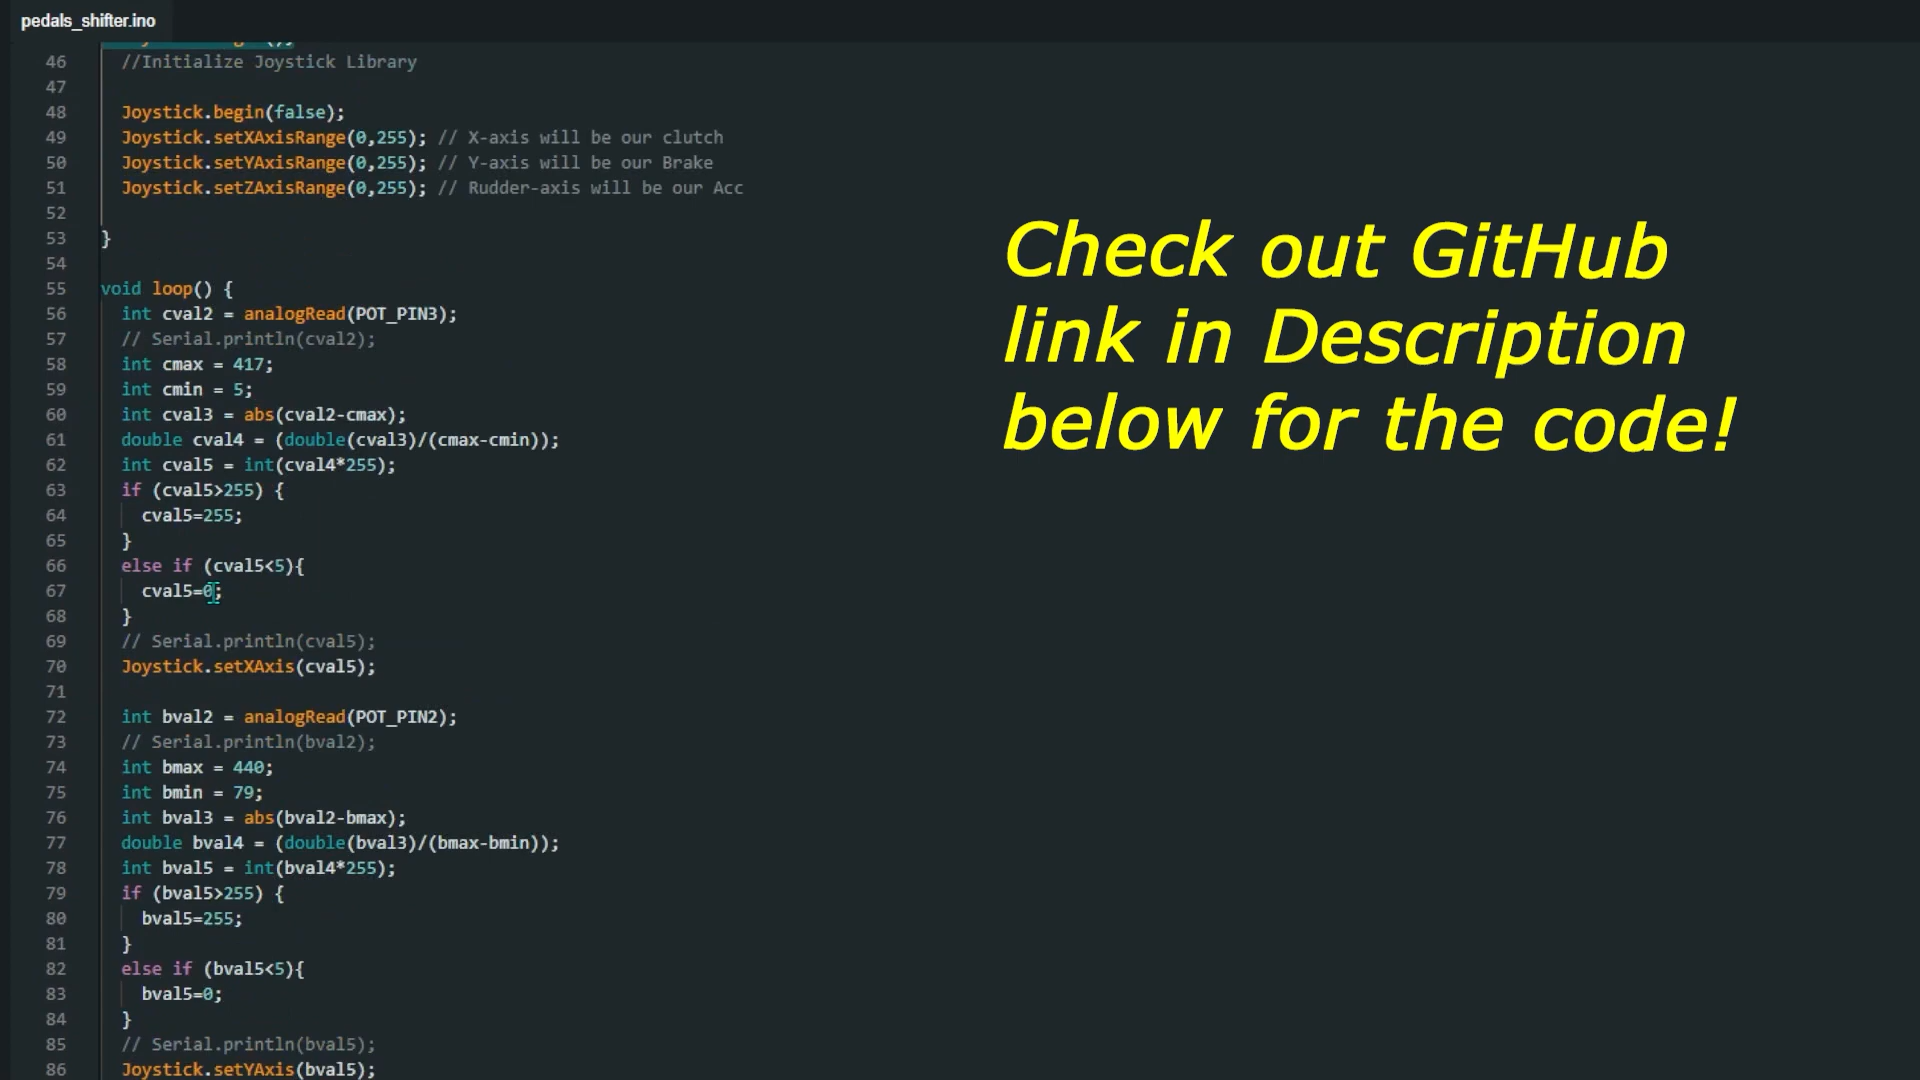 pedals_shifter.ino
46 //Initialize Joystick Library
47
48 Joystick.begin(false);
49 Joystick.setXAxisRange(0,255); // X-axis will be our clutch
50 Joystick.setYAxisRange(0,255); // Y-axis will be our Brake
51 Joystick.setZAxisRange(0,255); // Rudder-axis will be our Acc
52
53 }
54
55 void loop() {
56 int cval2 = analogRead(POT_PIN3);
57 // Serial.println(cval2);
58 int cmax = 417;
59 int cmin = 5;
60 int cval3 = abs(cval2-cmax);
61 double cval4 = (double(cval3)/(cmax-cmin));
62 int cval5 = int(cval4*255);
63 if (cval5>255) {
64 cval5=255;
65 }
66 else if (cval5<5){
67 cval5=0;
68 }
69 // Serial.println(cval5);
70 Joystick.setXAxis(cval5);
71
72 int bval2 = analogRead(POT_PIN2);
73 // Serial.println(bval2);
74 int bmax = 440;
75 int bmin = 79;
76 int bval3 = abs(bval2-bmax);
77 double bval4 = (double(bval3)/(bmax-bmin));
78 int bval5 = int(bval4*255);
79 if (bval5>255) {
80 bval5=255;
81 }
82 else if (bval5<5){
83 bval5=0;
84 }
85 // Serial.println(bval5);
86 Joystick.setYAxis(bval5);
Check out GitHub
link in Description
below for the code!